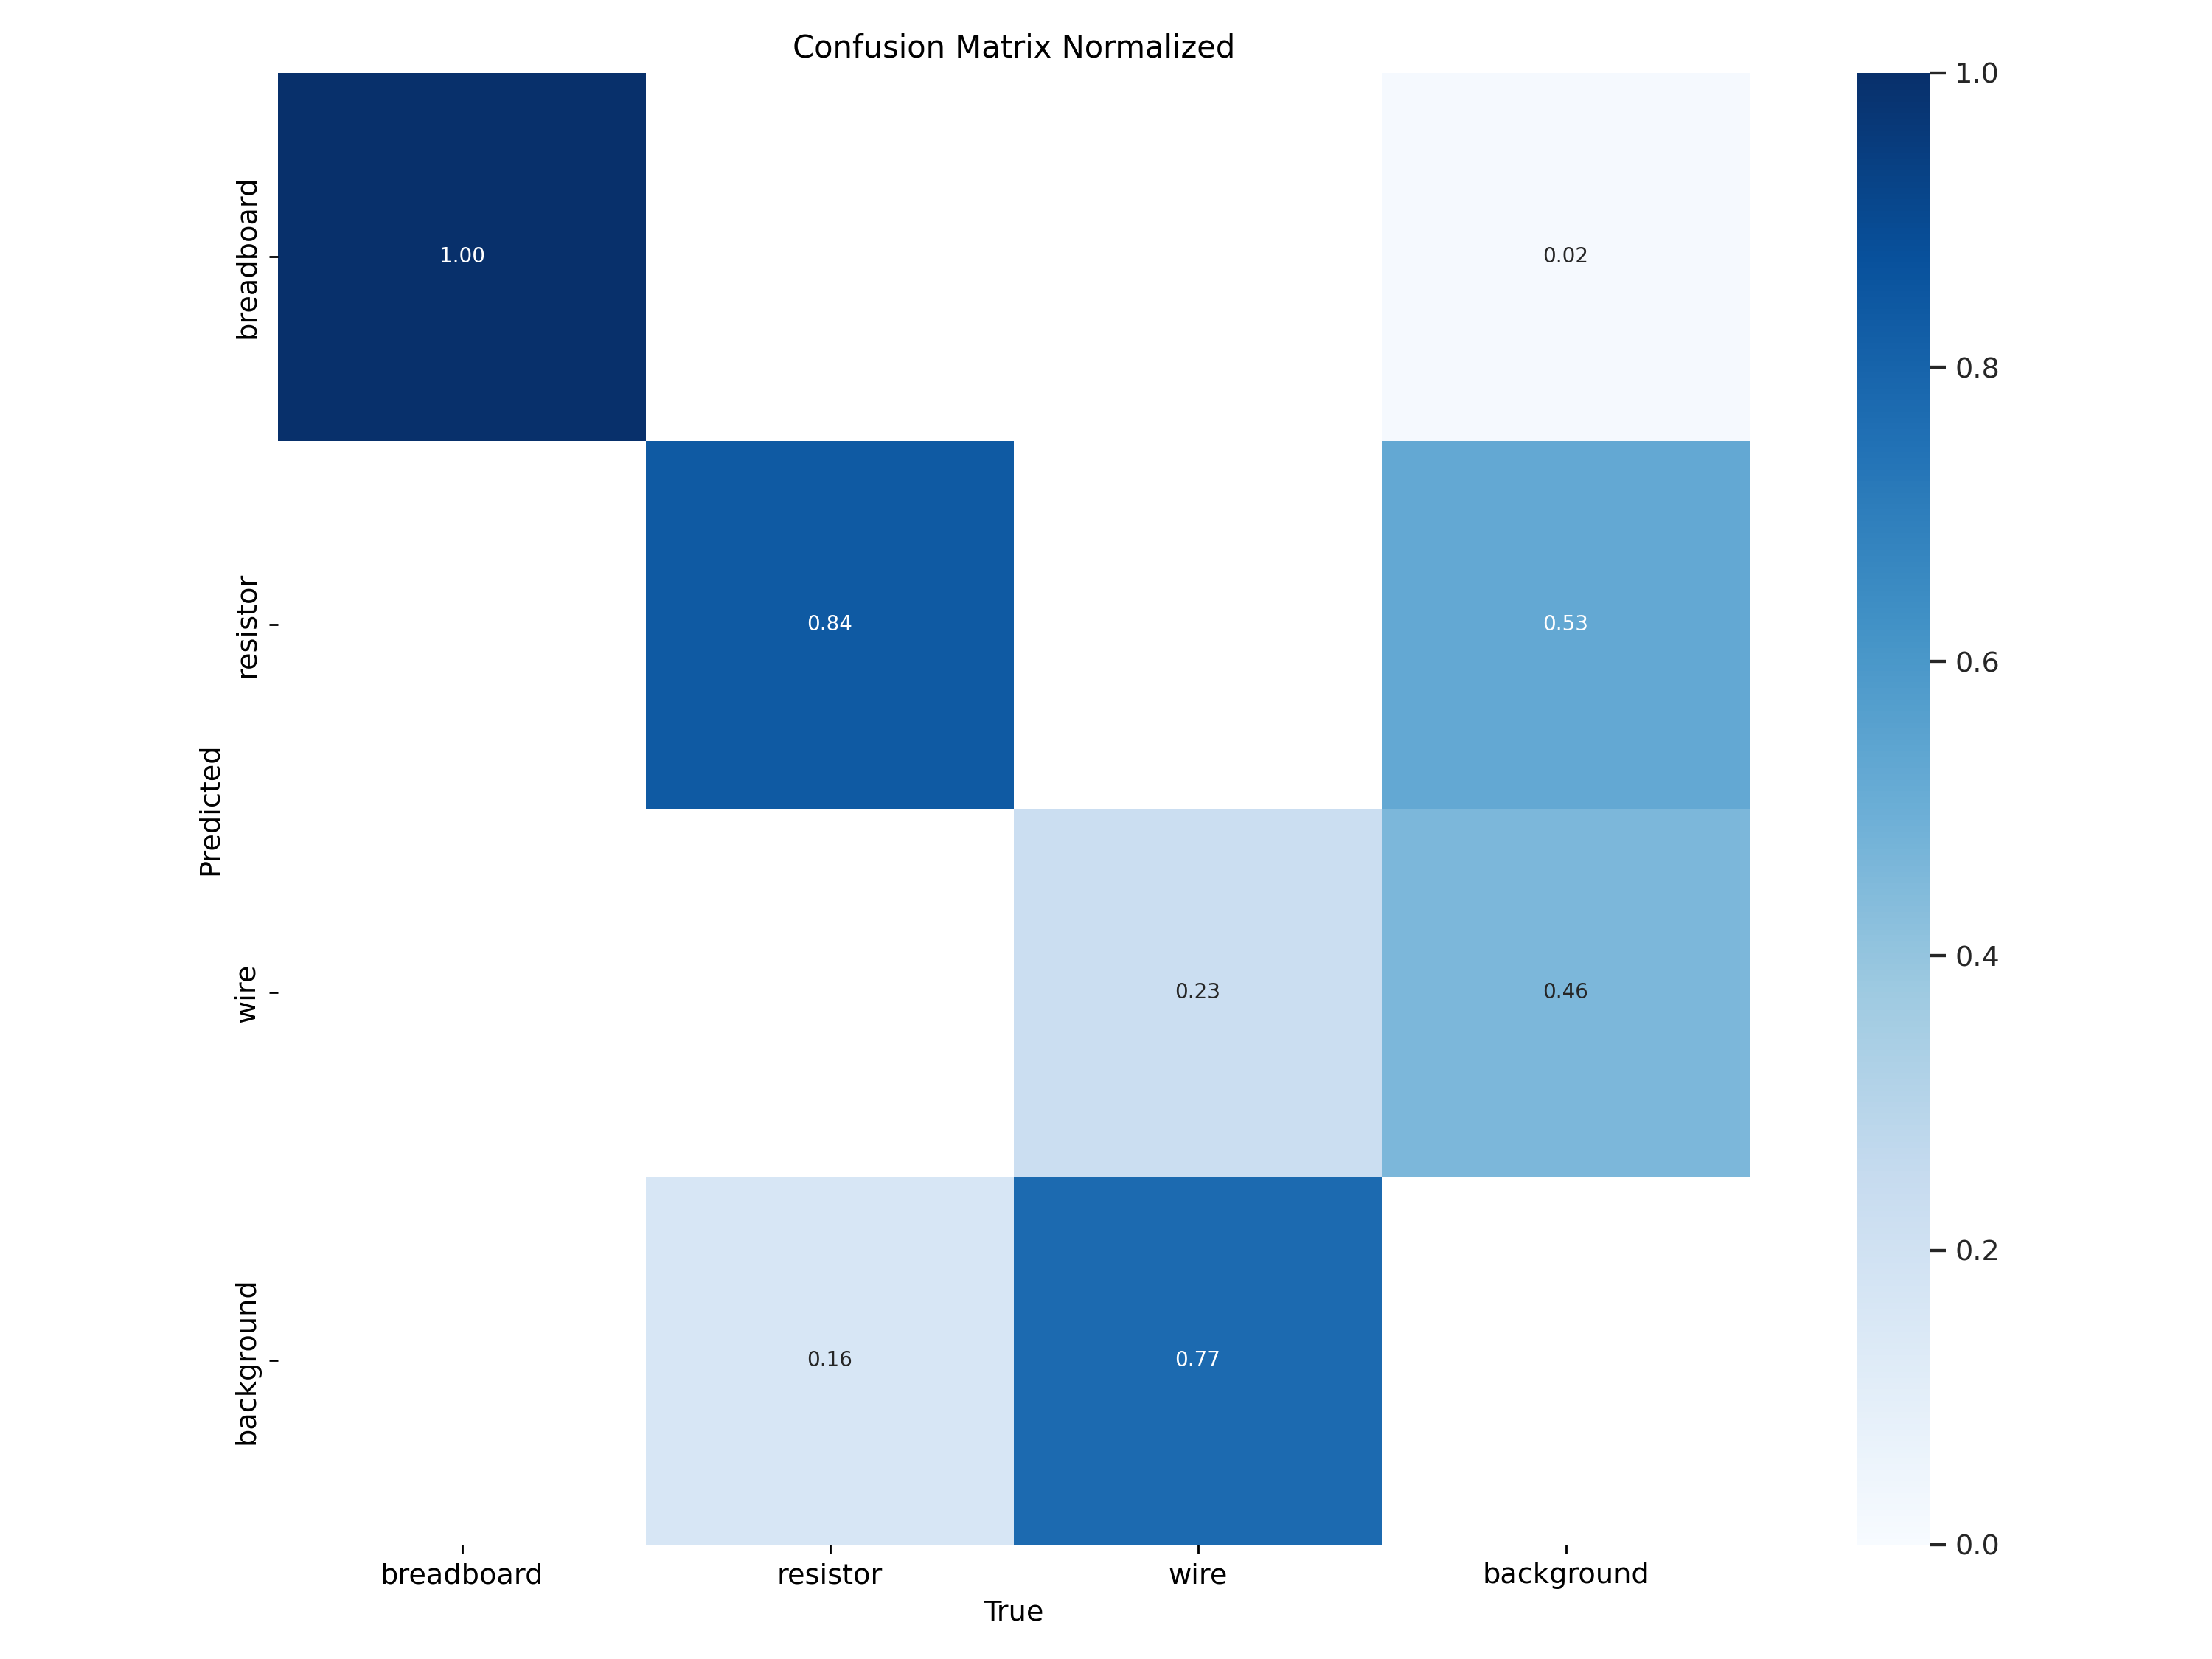 Confusion Matrix Normalized
breadboard
1.00
0.02
resistor
0.84
0.53
wire
0.23
0.46
background
0.16
0.77
Predicted
breadboard
resistor
wire
background
True
1.0
0.8
0.6
0.4
0.2
0.0